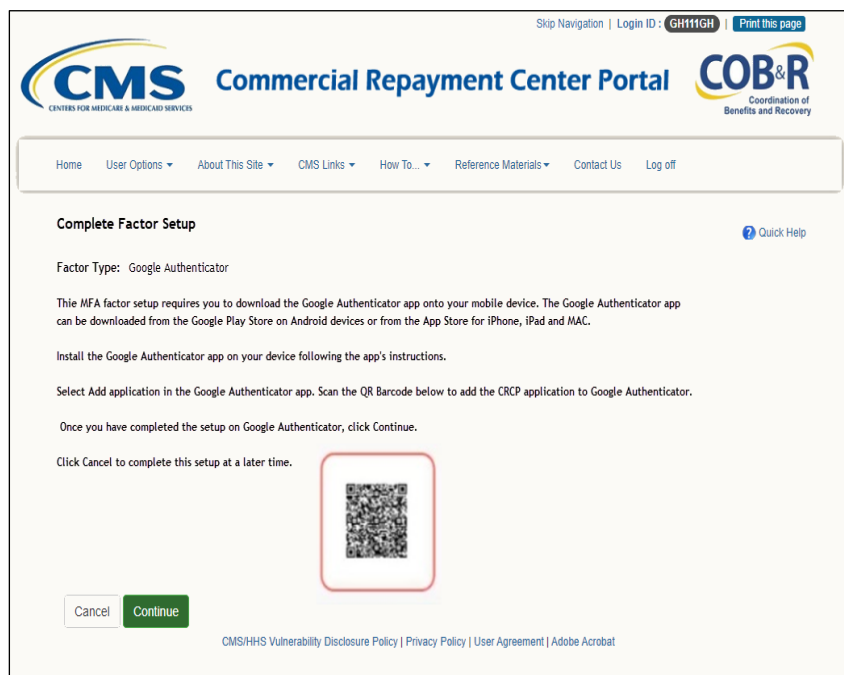 Skip Navigation | Login ID : GH111GH | Print this page
CMS
CENTERS FOR MEDICARE & MEDICAID SERVICES
Commercial Repayment Center Portal
COB&R
Coordination of
Benefits and Recovery
Home User Options About This Site CMS Links How To... Reference Materials Contact Us Log off
Complete Factor Setup
Quick Help
Factor Type: Google Authenticator
Thie MFA factor setup requires you to download the Google Authenticator app onto your mobile device. The Google Authenticator app
can be downloaded from the Google Play Store on Android devices or from the App Store for iPhone, iPad and MAC.
Install the Google Authenticator app on your device following the app's instructions.
Select Add application in the Google Authenticator app. Scan the QR Barcode below to add the CRCP application to Google Authenticator.
Once you have completed the setup on Google Authenticator, click Continue.
Click Cancel to complete this setup at a later time.
Cancel Continue
CMS/HHS Vulnerability Disclosure Policy | Privacy Policy | User Agreement | Adobe Acrobat